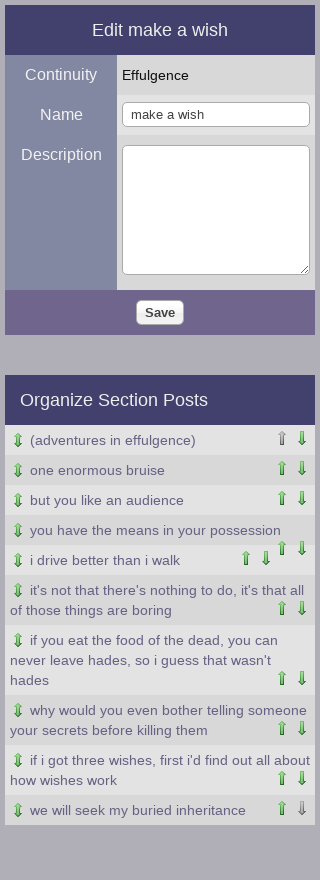 Edit make a wish
Continuity
Effulgence
Name
make a wish
Description
Save
Organize Section Posts
(adventures in effulgence)
one enormous bruise
but you like an audience
you have the means in your possession
i drive better than i walk
it's not that there's nothing to do, it's that all
of those things are boring
if you eat the food of the dead, you can
never leave hades, so i guess that wasn't
hades
why would you even bother telling someone
your secrets before killing them
if i got three wishes, first i'd find out all about
how wishes work
we will seek my buried inheritance